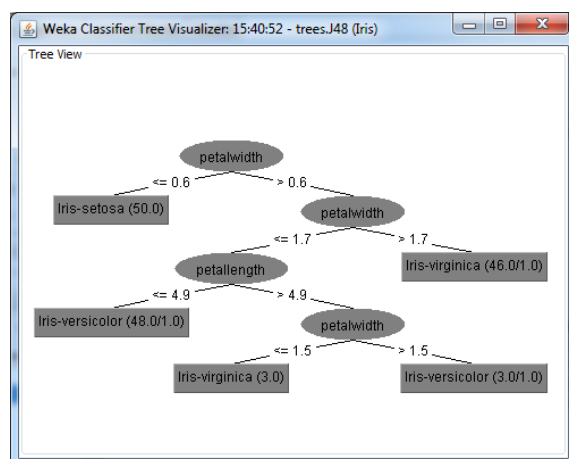 Weka Classifier Tree Visualizer: 15:40:52 - trees.J48 (Iris)
Tree View
petalwidth
<= 0.6
> 0.6
Iris-setosa (50.0)
petalwidth
<= 1.7
> 1.7
petallength
Iris-virginica (46.0/1.0)
<= 4.9
> 4.9
Iris-versicolor (48.0/1.0)
petalwidth
<= 1.5
> 1.5
Iris-virginica (3.0)
Iris-versicolor (3.0/1.0)